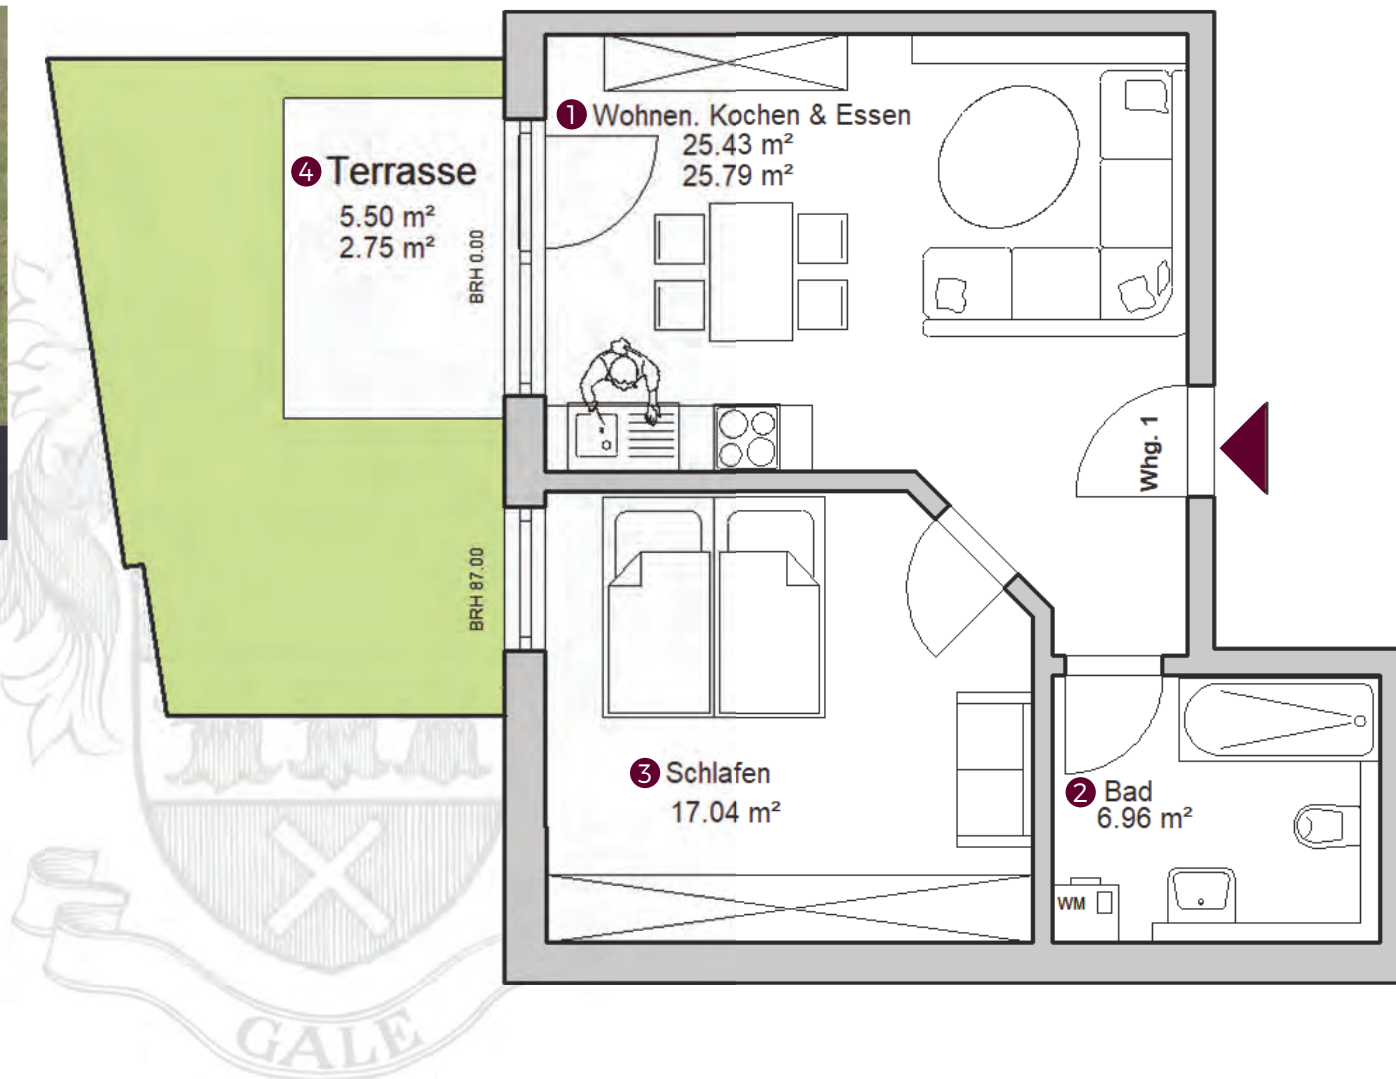 1 Wohnen. Kochen & Essen
25.43 m²
25.79 m²
4 Terrasse
5.50 m²
2.75 m²
BRH 0.00
Whg. 1
BRH 87.00
3 Schlafen
17.04 m²
2 Bad
6.96 m²
WM
GALE